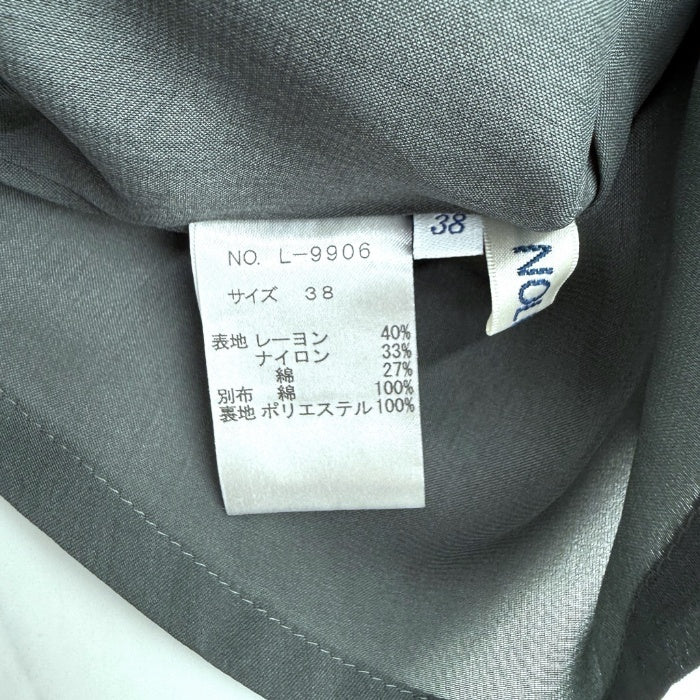 NO. L-9906
サイズ 38
表地 レーヨン 40%
ナイロン 33%
綿 27%
別布 綿 100%
裏地 ポリエステル 100%
38
NOL